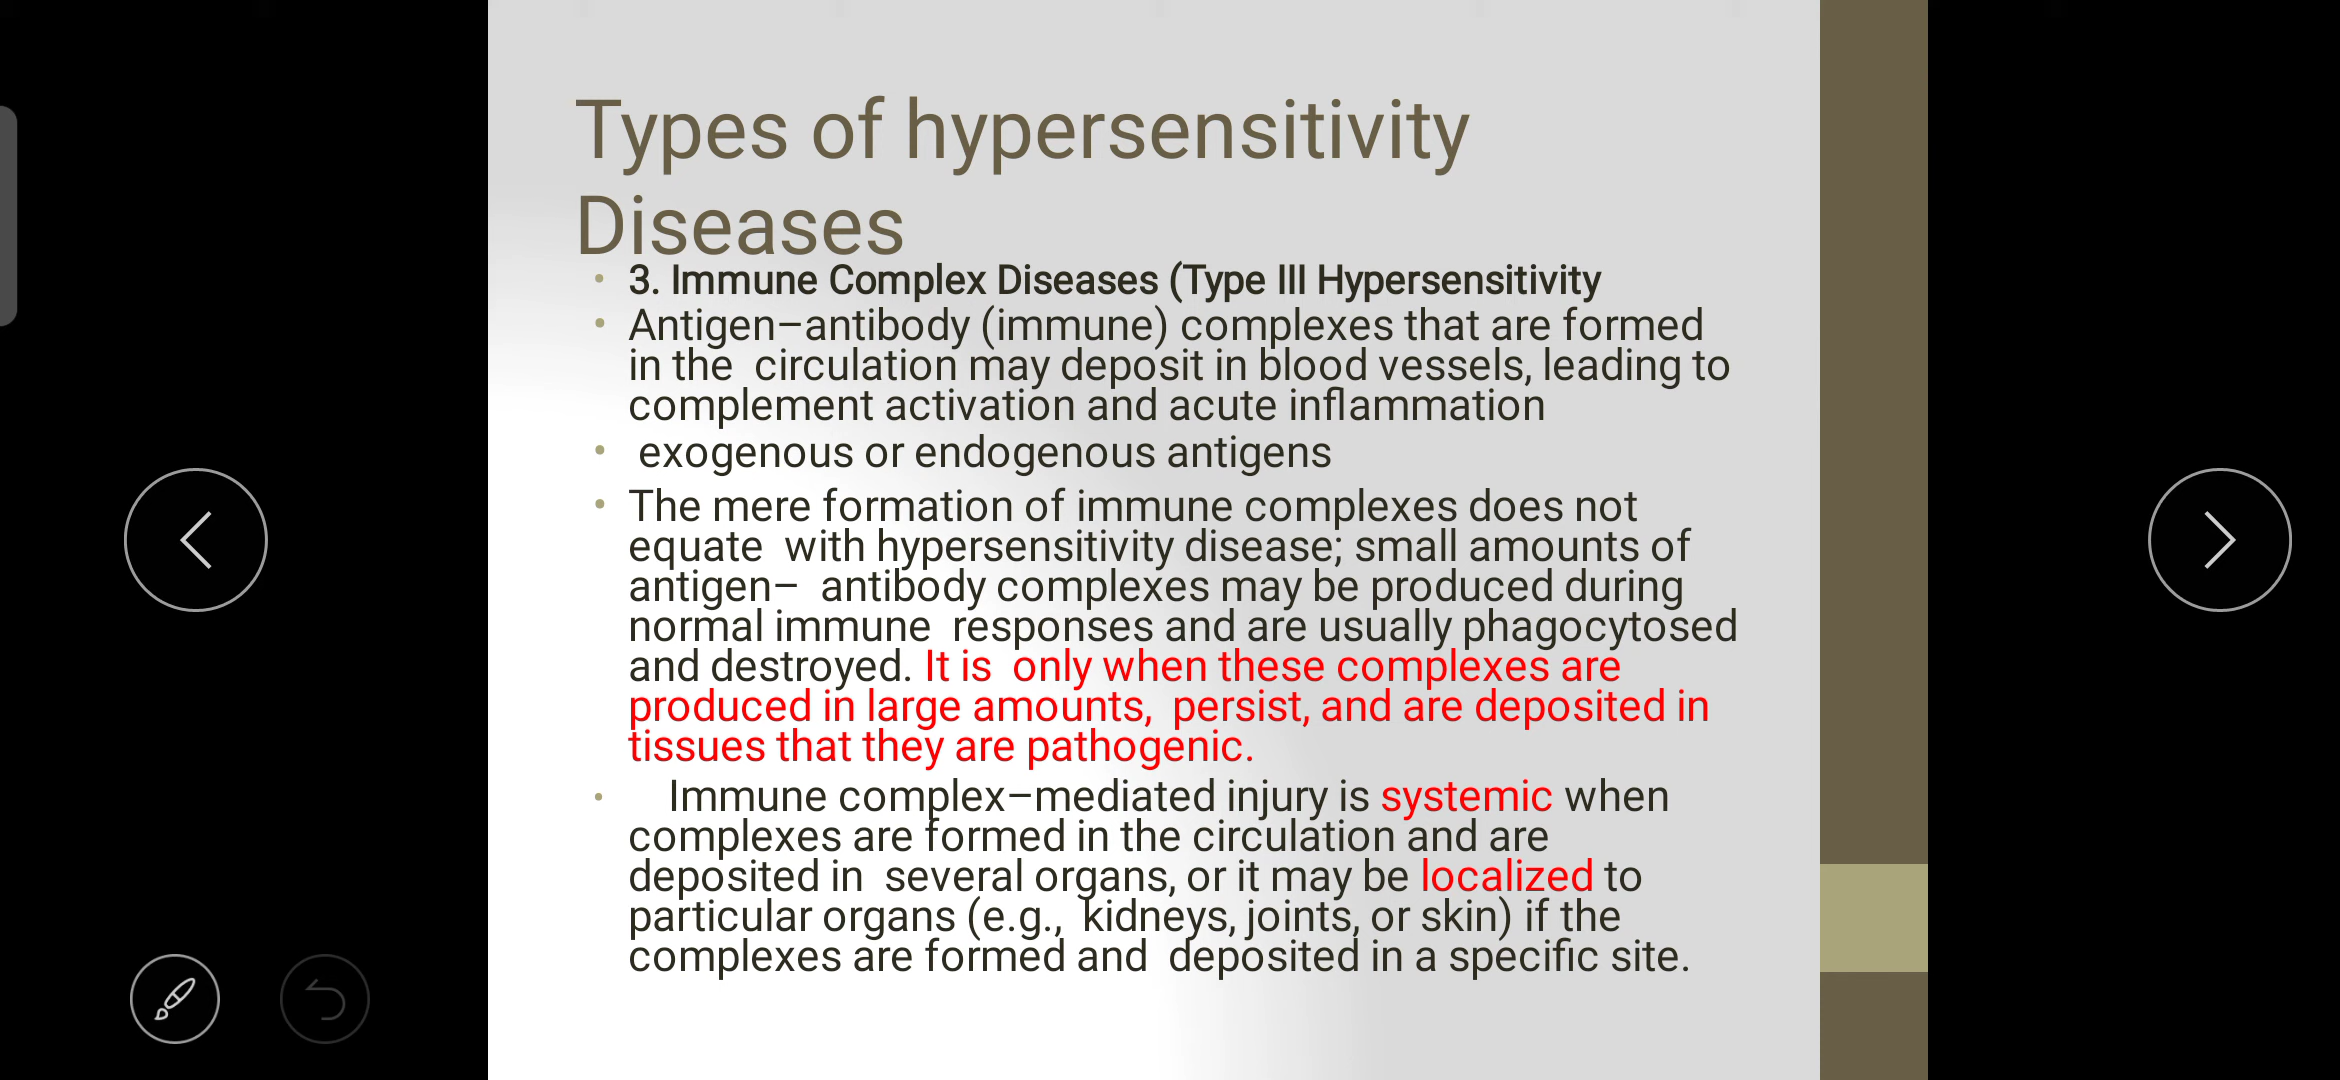 Types of hypersensitivity
Diseases
• 3. Immune Complex Diseases (Type III Hypersensitivity
• Antigen–antibody (immune) complexes that are formed
in the circulation may deposit in blood vessels, leading to
complement activation and acute inflammation
• exogenous or endogenous antigens
• The mere formation of immune complexes does not
equate with hypersensitivity disease; small amounts of
antigen– antibody complexes may be produced during
normal immune responses and are usually phagocytosed
and destroyed. It is only when these complexes are
produced in large amounts, persist, and are deposited in
tissues that they are pathogenic.
• Immune complex–mediated injury is systemic when
complexes are formed in the circulation and are
deposited in several organs, or it may be localized to
particular organs (e.g., kidneys, joints, or skin) if the
complexes are formed and deposited in a specific site.